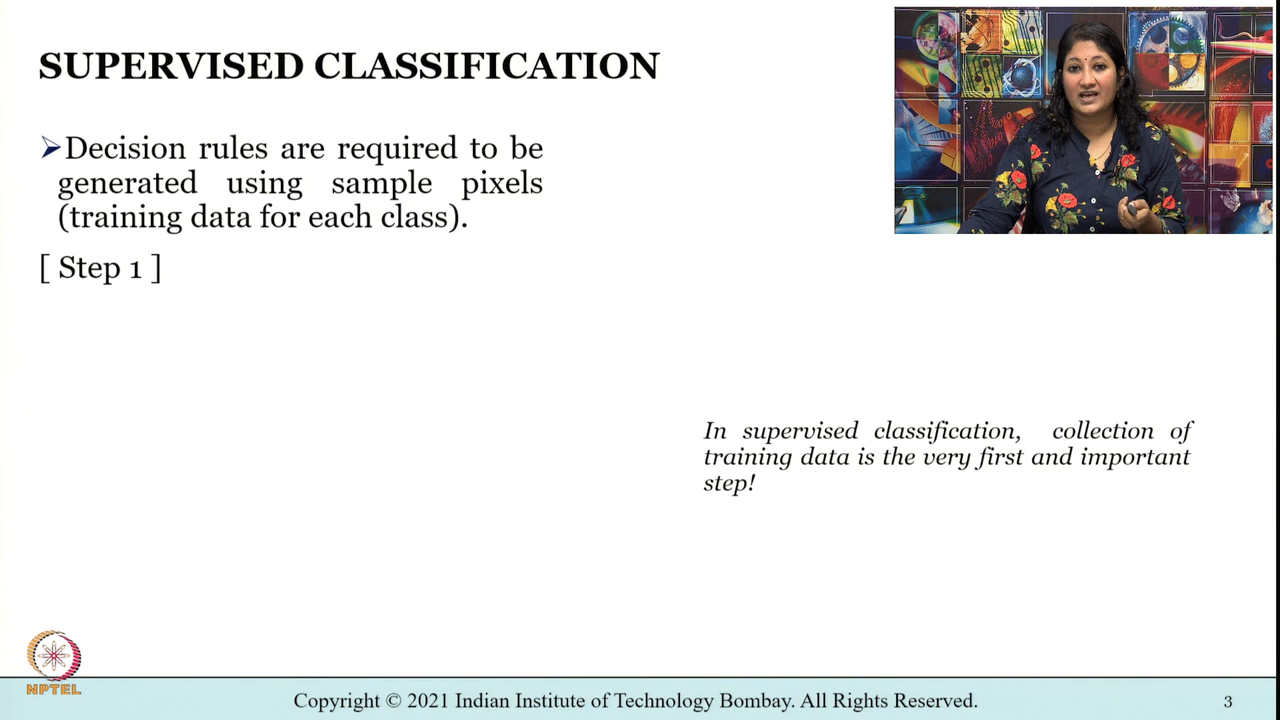 SUPERVISED CLASSIFICATION
➢Decision rules are required to be
generated using sample pixels
(training data for each class).
[ Step 1 ]
In supervised classification, collection of
training data is the very first and important
step!
NPTEL
Copyright © 2021 Indian Institute of Technology Bombay. All Rights Reserved.
3